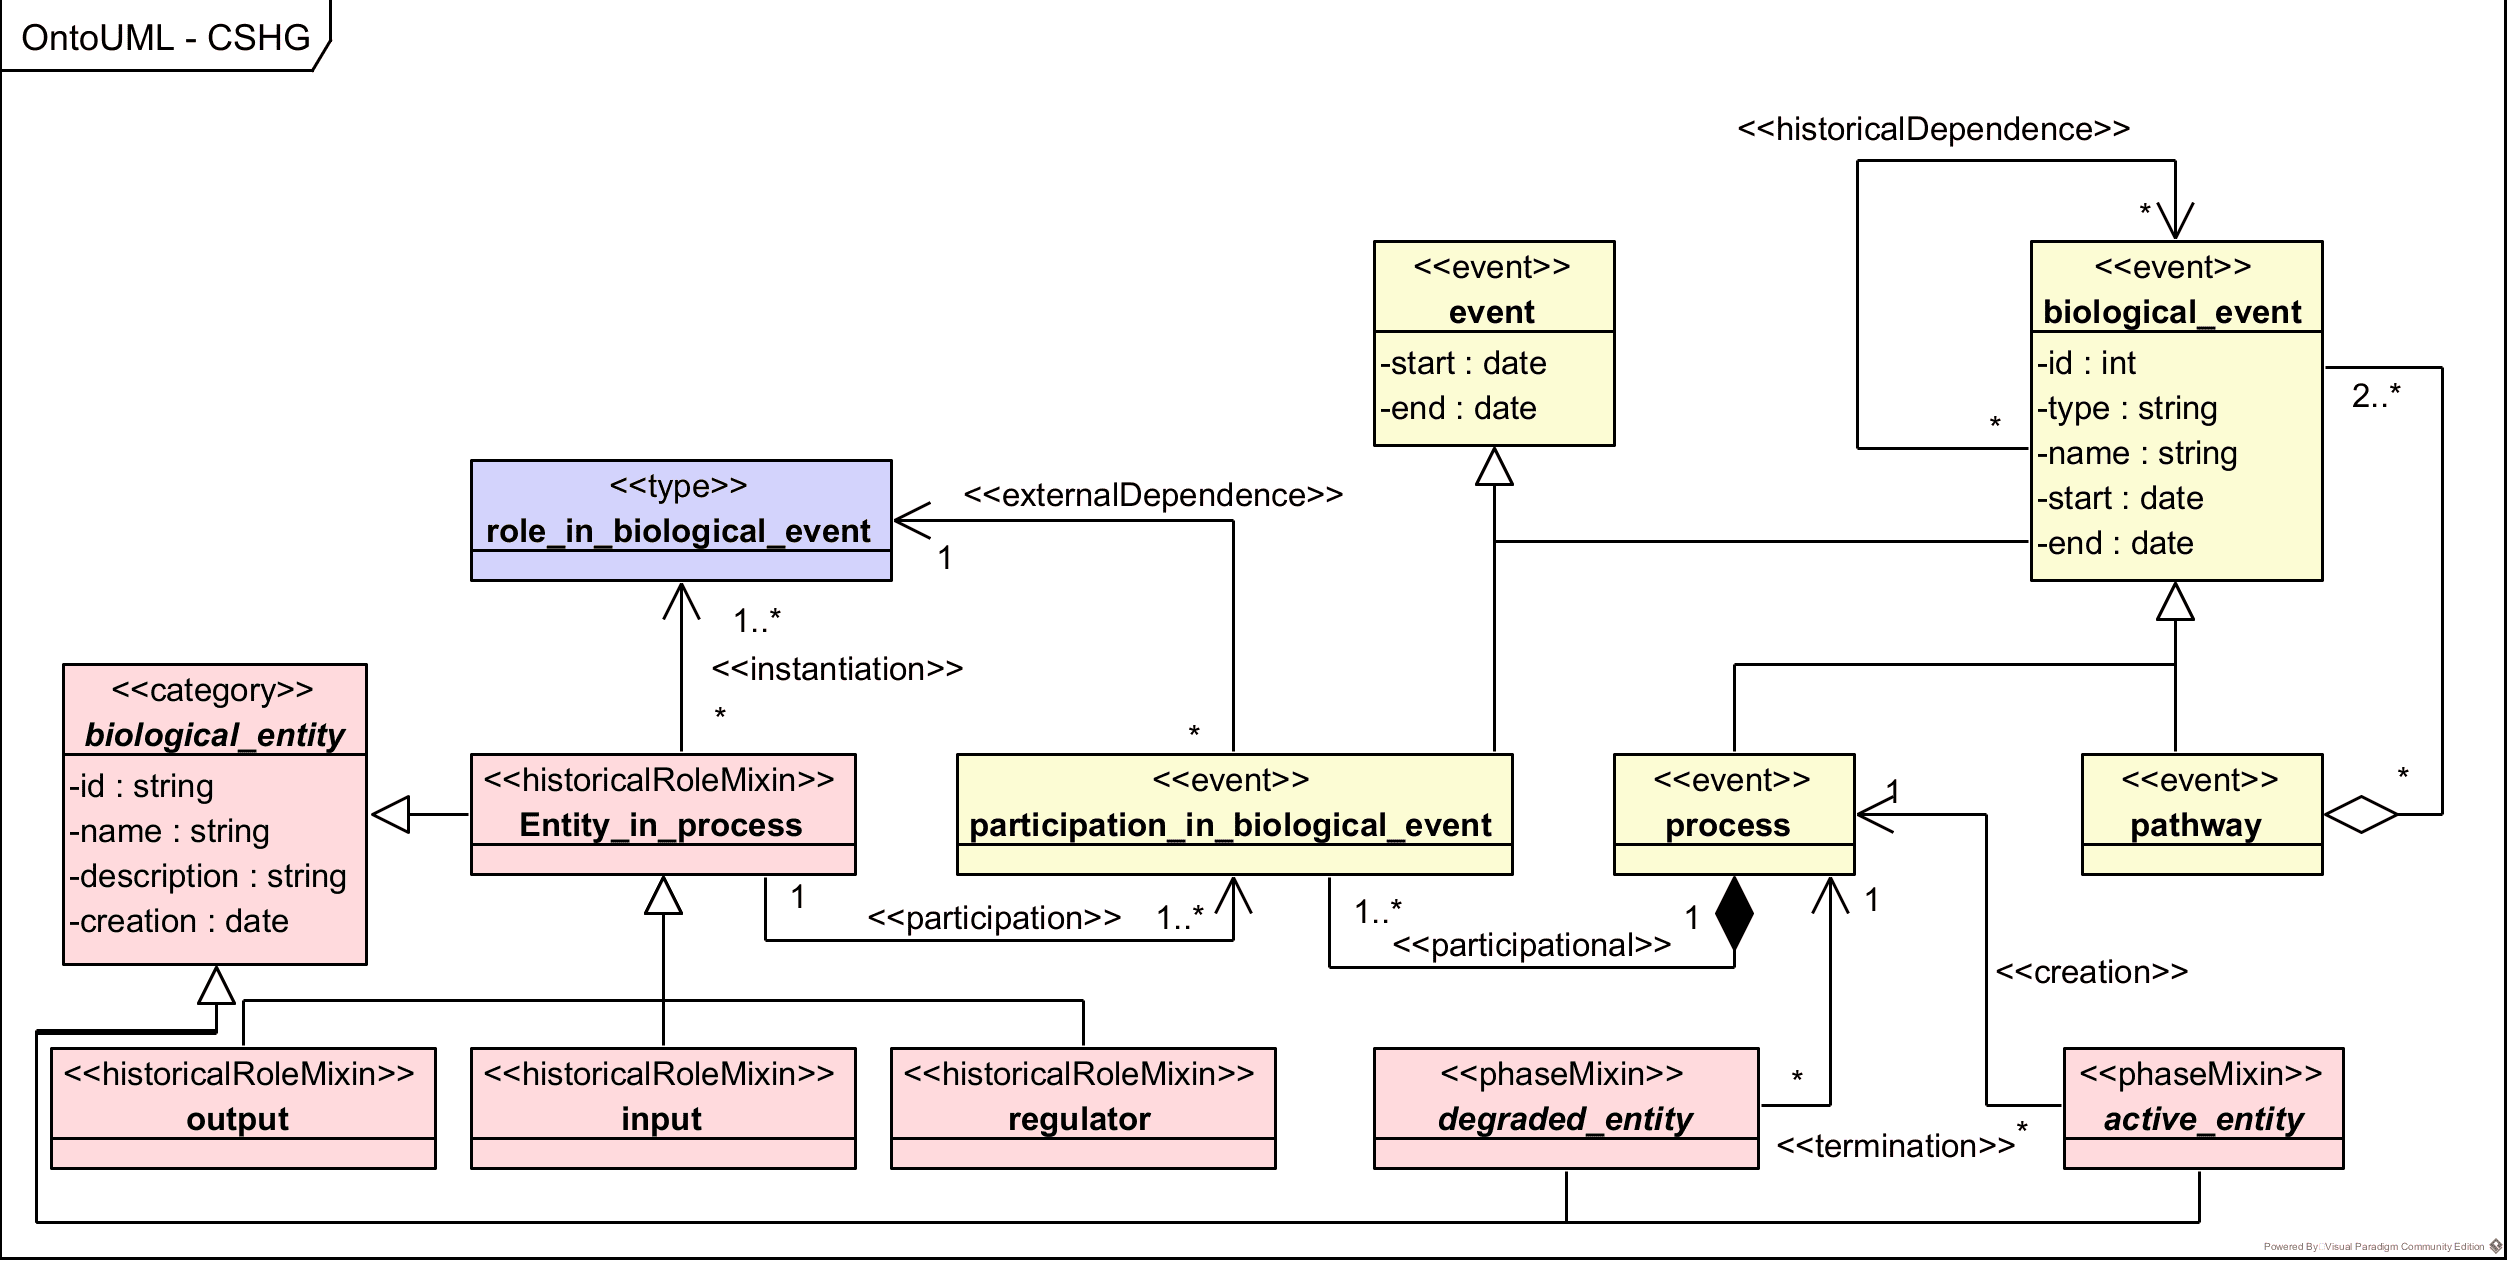 OntoUML - CSHG
<<historicalDependence>>
*
*
<<event>>
event
-start : date
-end : date
<<event>>
biological_event
-id : int
-type : string
-name : string
-start : date
-end : date
2..*
<<type>>
role_in_biological_event
<<externalDependence>>
1
1..*
<<instantiation>>
*
*
<<category>>
biological_entity
-id : string
-name : string
-description : string
-creation : date
<<historicalRoleMixin>>
Entity_in_process
<<event>>
participation_in_biological_event
<<event>>
process
1
<<event>>
pathway
*
1
<<participation>>
1..*
1..*
<<participational>>
1
1
<<creation>>
<<historicalRoleMixin>>
output
<<historicalRoleMixin>>
input
<<historicalRoleMixin>>
regulator
<<phaseMixin>>
degraded_entity
*
<<termination>>
*
<<phaseMixin>>
active_entity
Powered By Visual Paradigm Community Edition